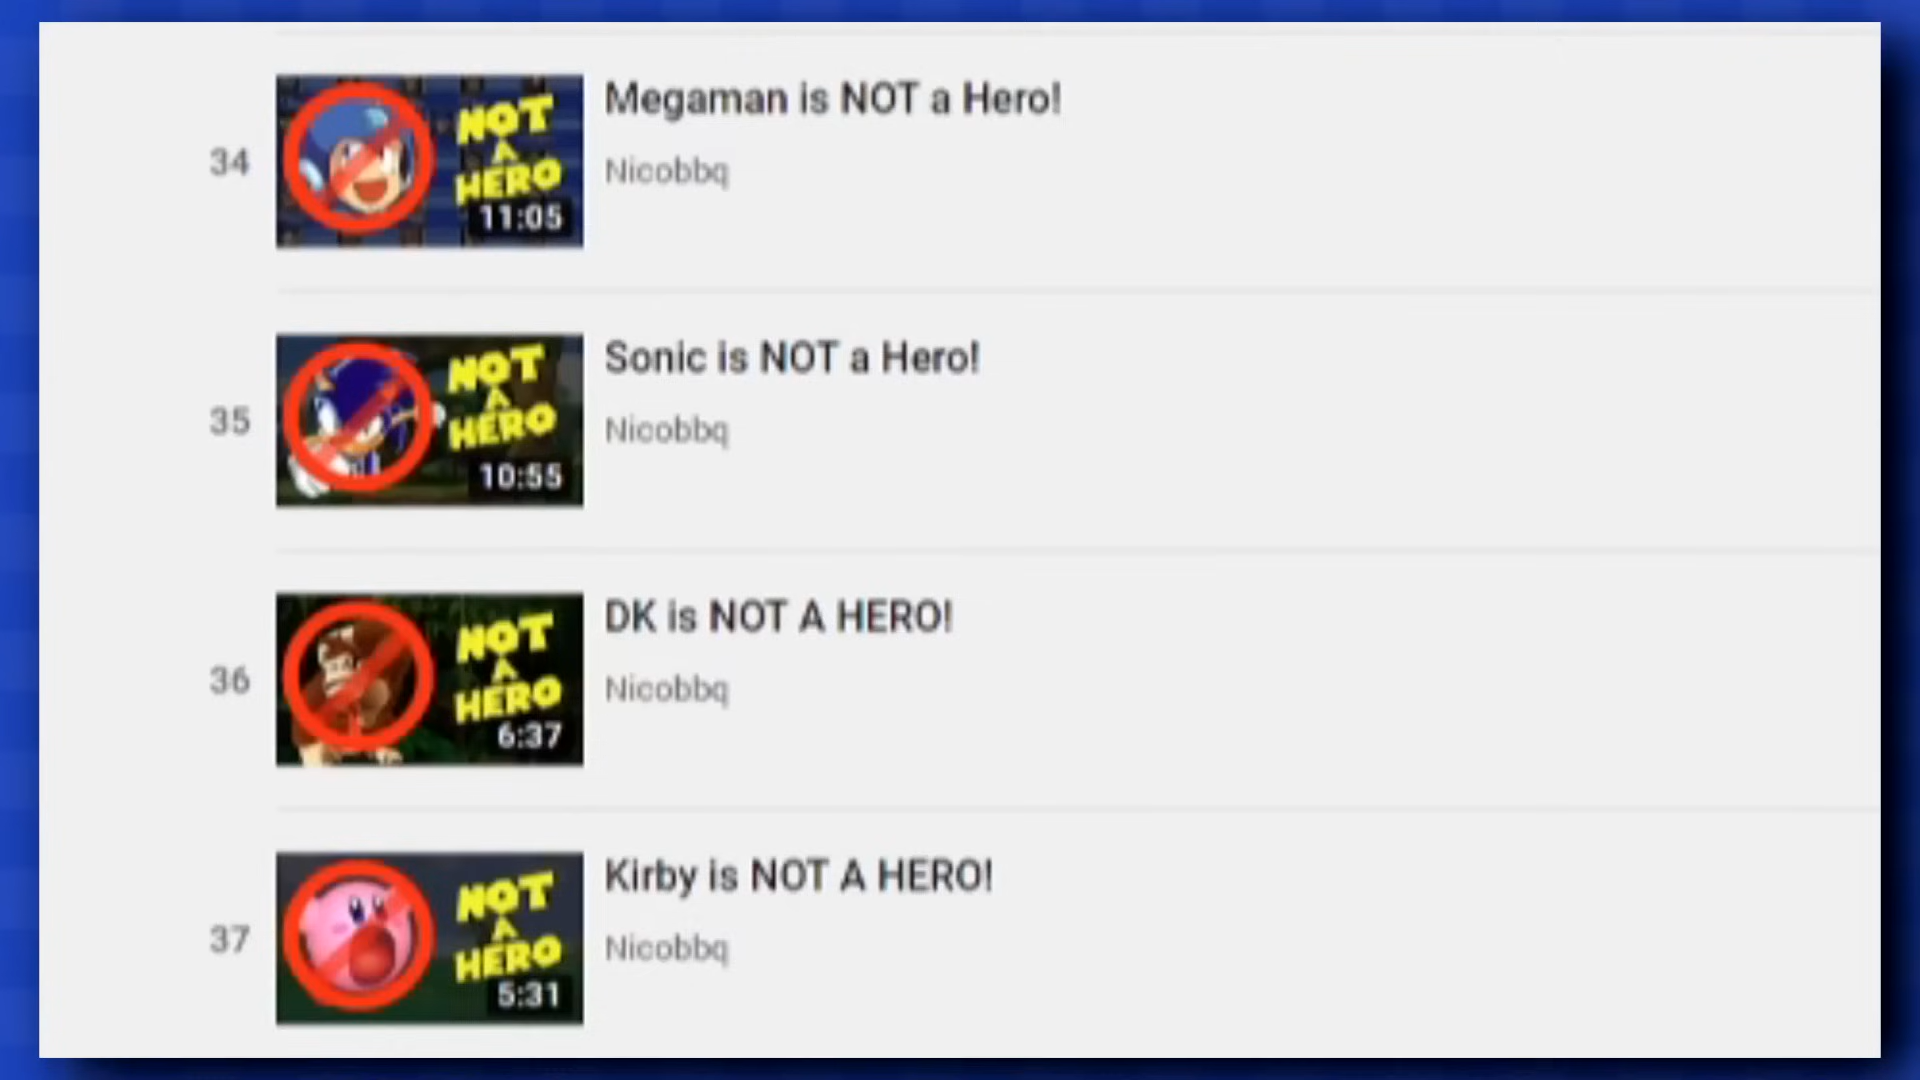 34
NOT
A
HERO
11:05
Megaman is NOT a Hero!
Nicobbq
35
NOT
A
HERO
10:55
Sonic is NOT a Hero!
Nicobbq
36
NOT
A
HERO
6:37
DK is NOT A HERO!
Nicobbq
37
NOT
A
HERO
5:31
Kirby is NOT A HERO!
Nicobbq